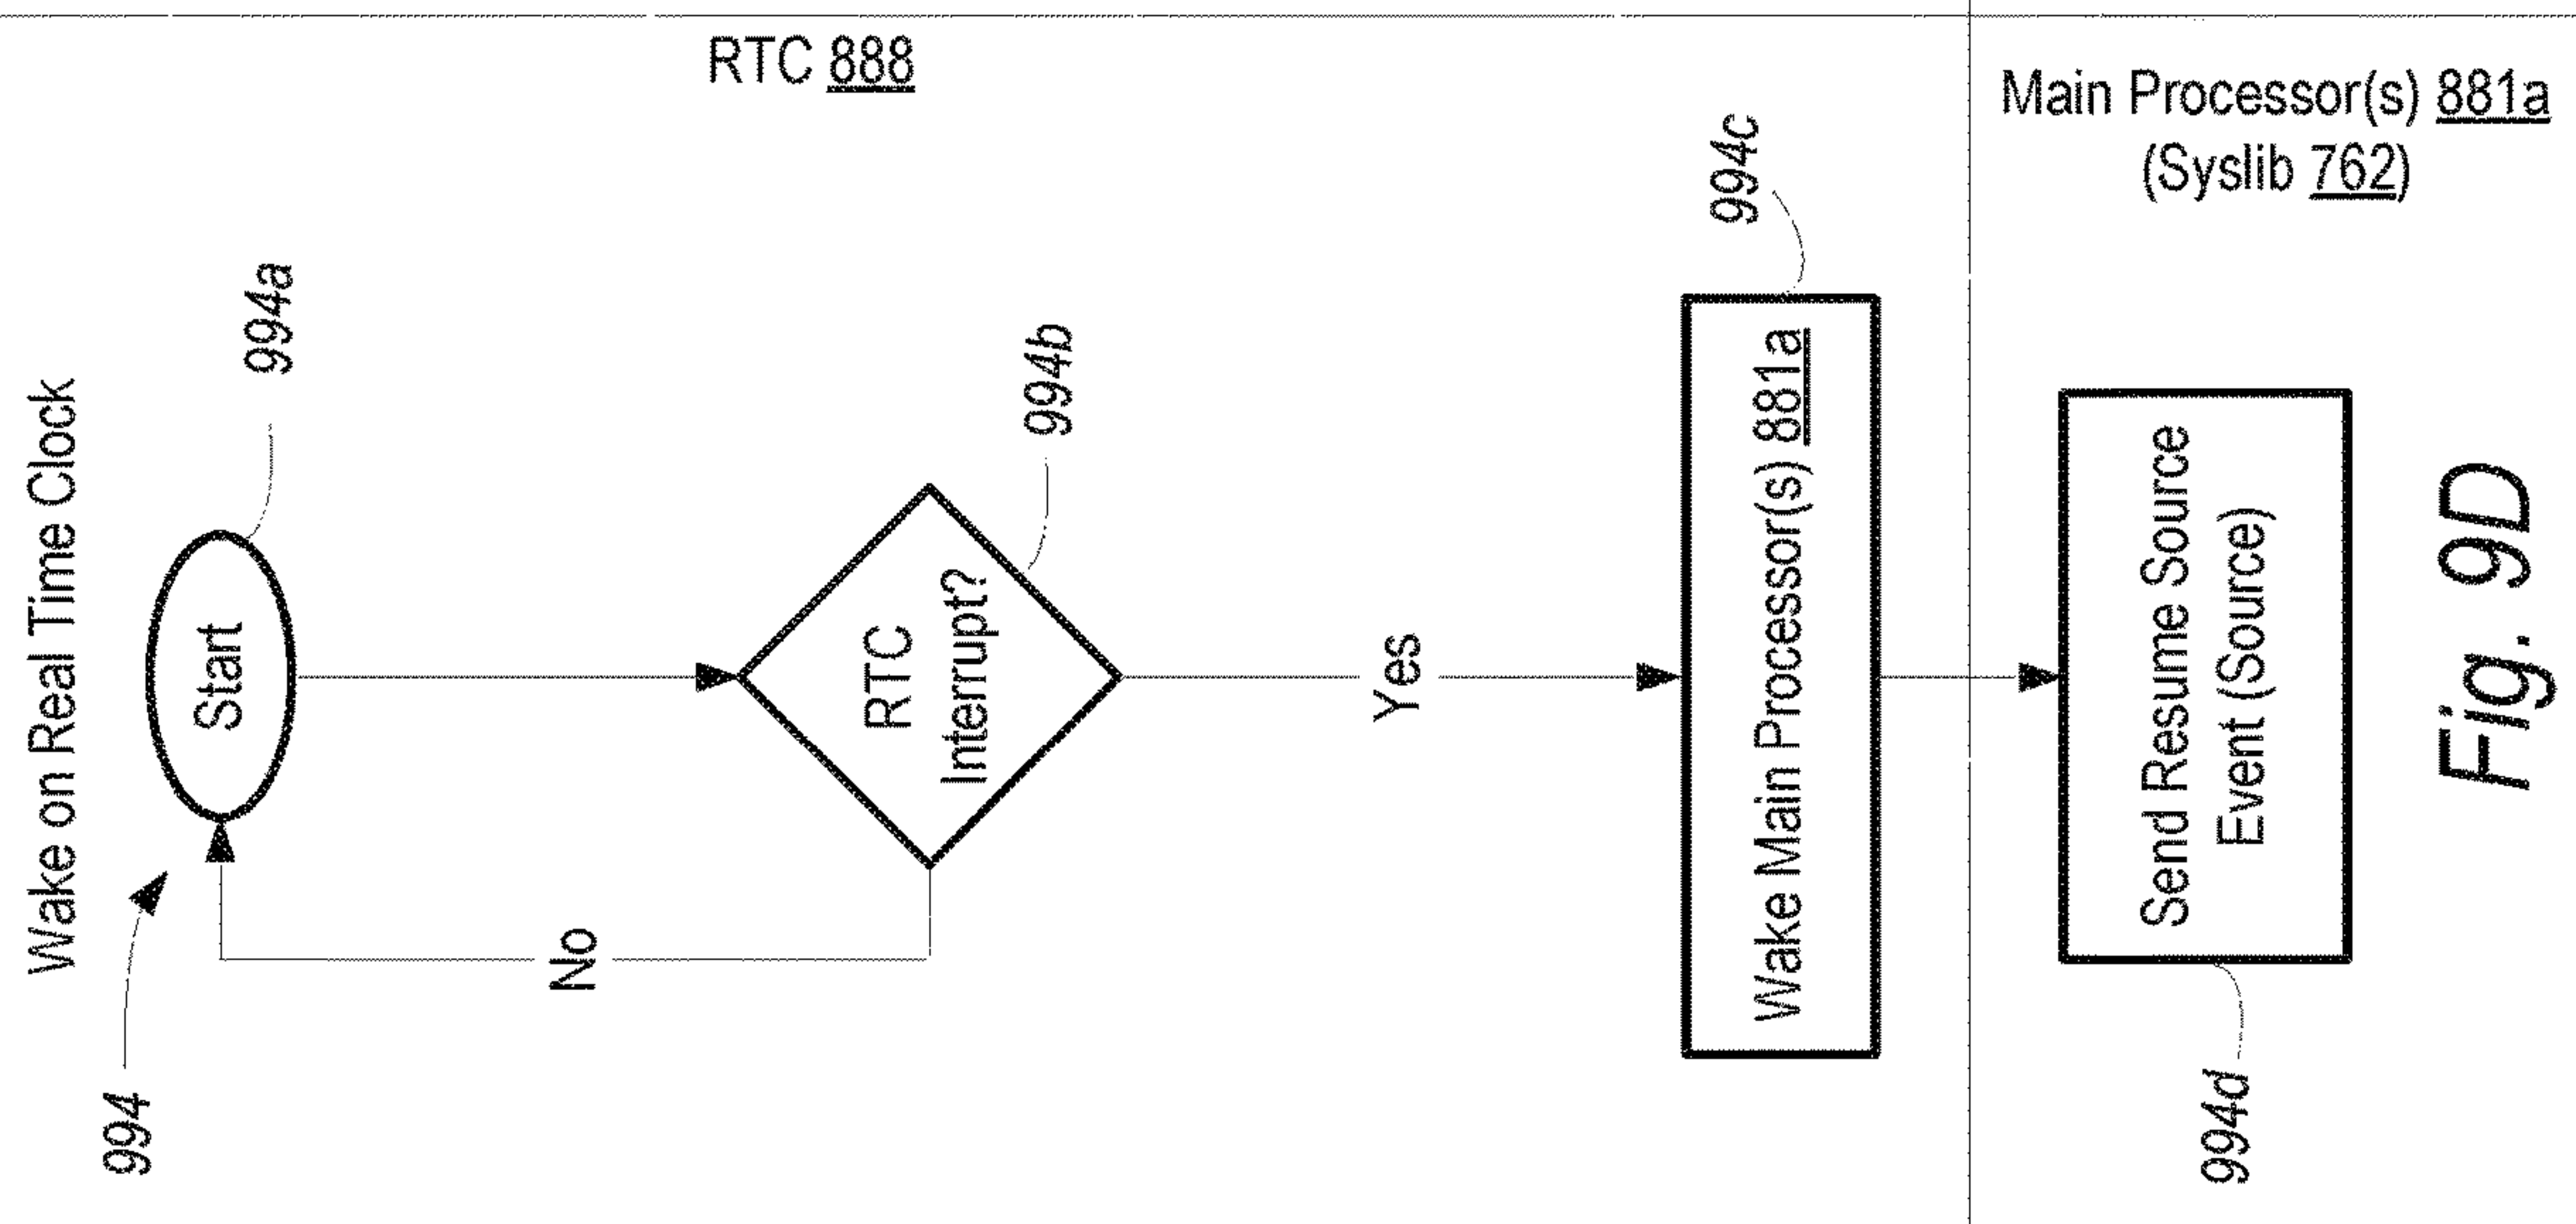 Wake on Real Time Clock
994
Start
994a
No
RTC
Interrupt?
994b
Yes
RTC 888
Wake Main Processor(s) 881a
994c
Main Processor(s) 881a
(Syslib 762)
Send Resume Source
Event (Source)
994d
Fig. 9D